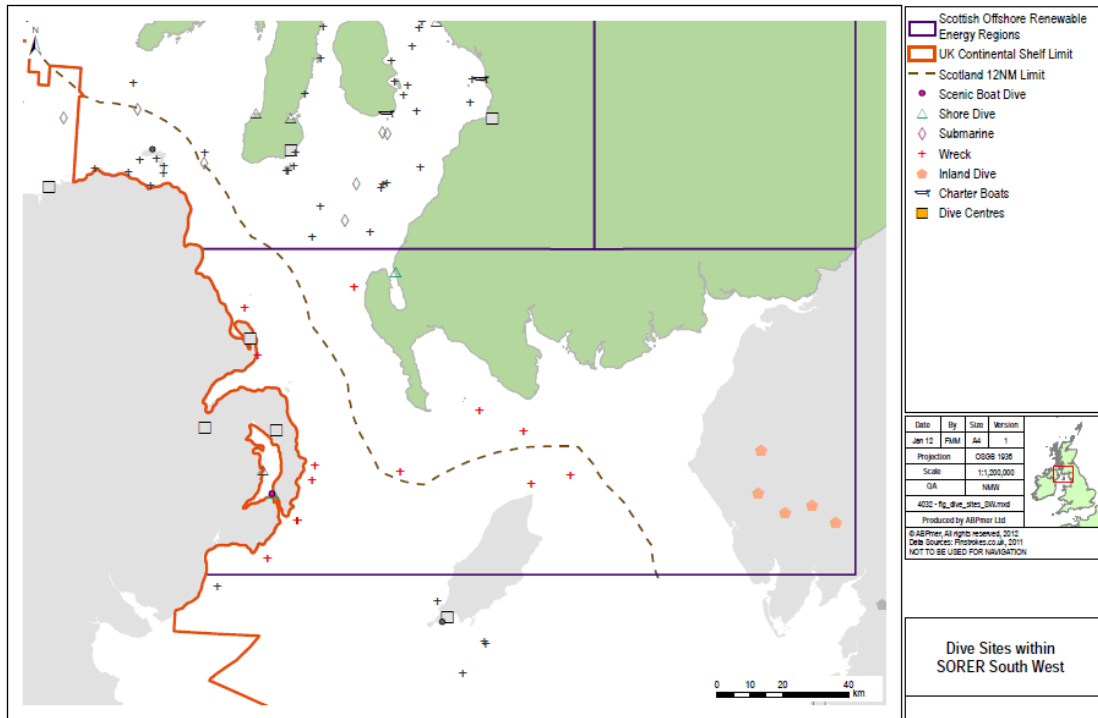 N
Scottish Offshore Renewable
Energy Regions
UK Continental Shelf Limit
Scotland 12NM Limit
Scenic Boat Dive
Shore Dive
Submarine
Wreck
Inland Dive
Charter Boats
Dive Centres
Date By Size Version
Jan 12 FMM A4 1
Projection OSGB 1936
Scale 1:1,200,000
QA NMW
4032 - fig_dive_sites_SW.mxd
Produced by ABPmer Ltd
© ABPmer, All rights reserved, 2012
Data Sources: Finstrokes.co.uk, 2011
NOT TO BE USED FOR NAVIGATION
0 10 20 30 40
km
Dive Sites within
SORER South West